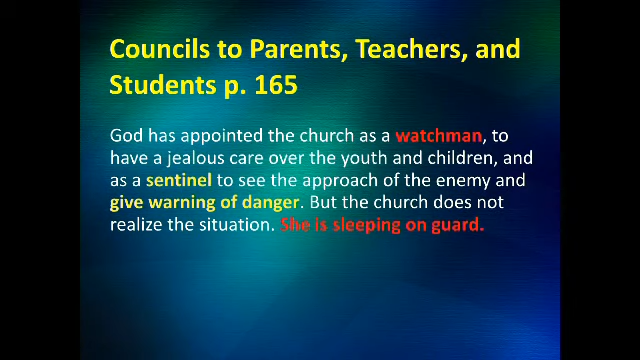 Councils to Parents, Teachers, and
Students p. 165
God has appointed the church as a watchman, to
have a jealous care over the youth and children, and
as a sentinel to see the approach of the enemy and
give warning of danger. But the church does not
realize the situation. She is sleeping on guard.